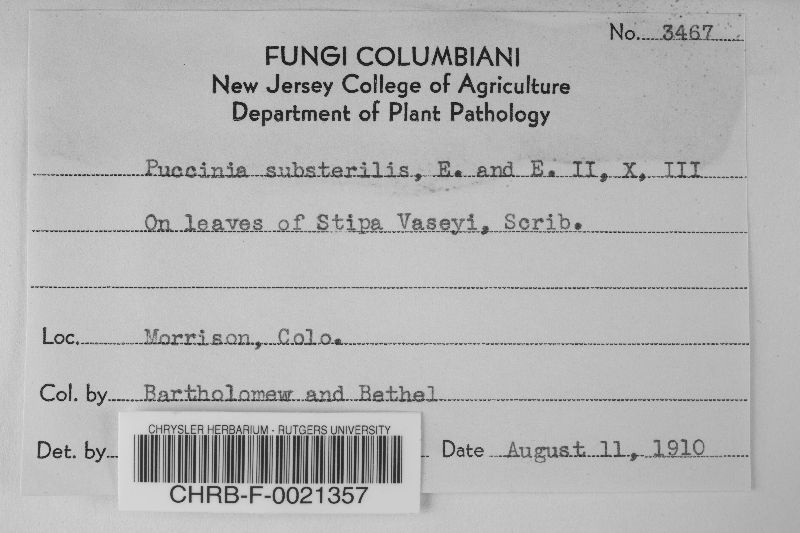 No. 3467
FUNGI COLUMBIANI
New Jersey College of Agriculture
Department of Plant Pathology
Puccinia substerilis, E. and E. II, X, III
On leaves of Stipa Vaseyi, Scrib.
Loc. Morrison, Colo.
Col. by Bartholomew and Bethel
Det. by Date August 11, 1910
CHRYSLER HERBARIUM - RUTGERS UNIVERSITY
CHRB-F-0021357